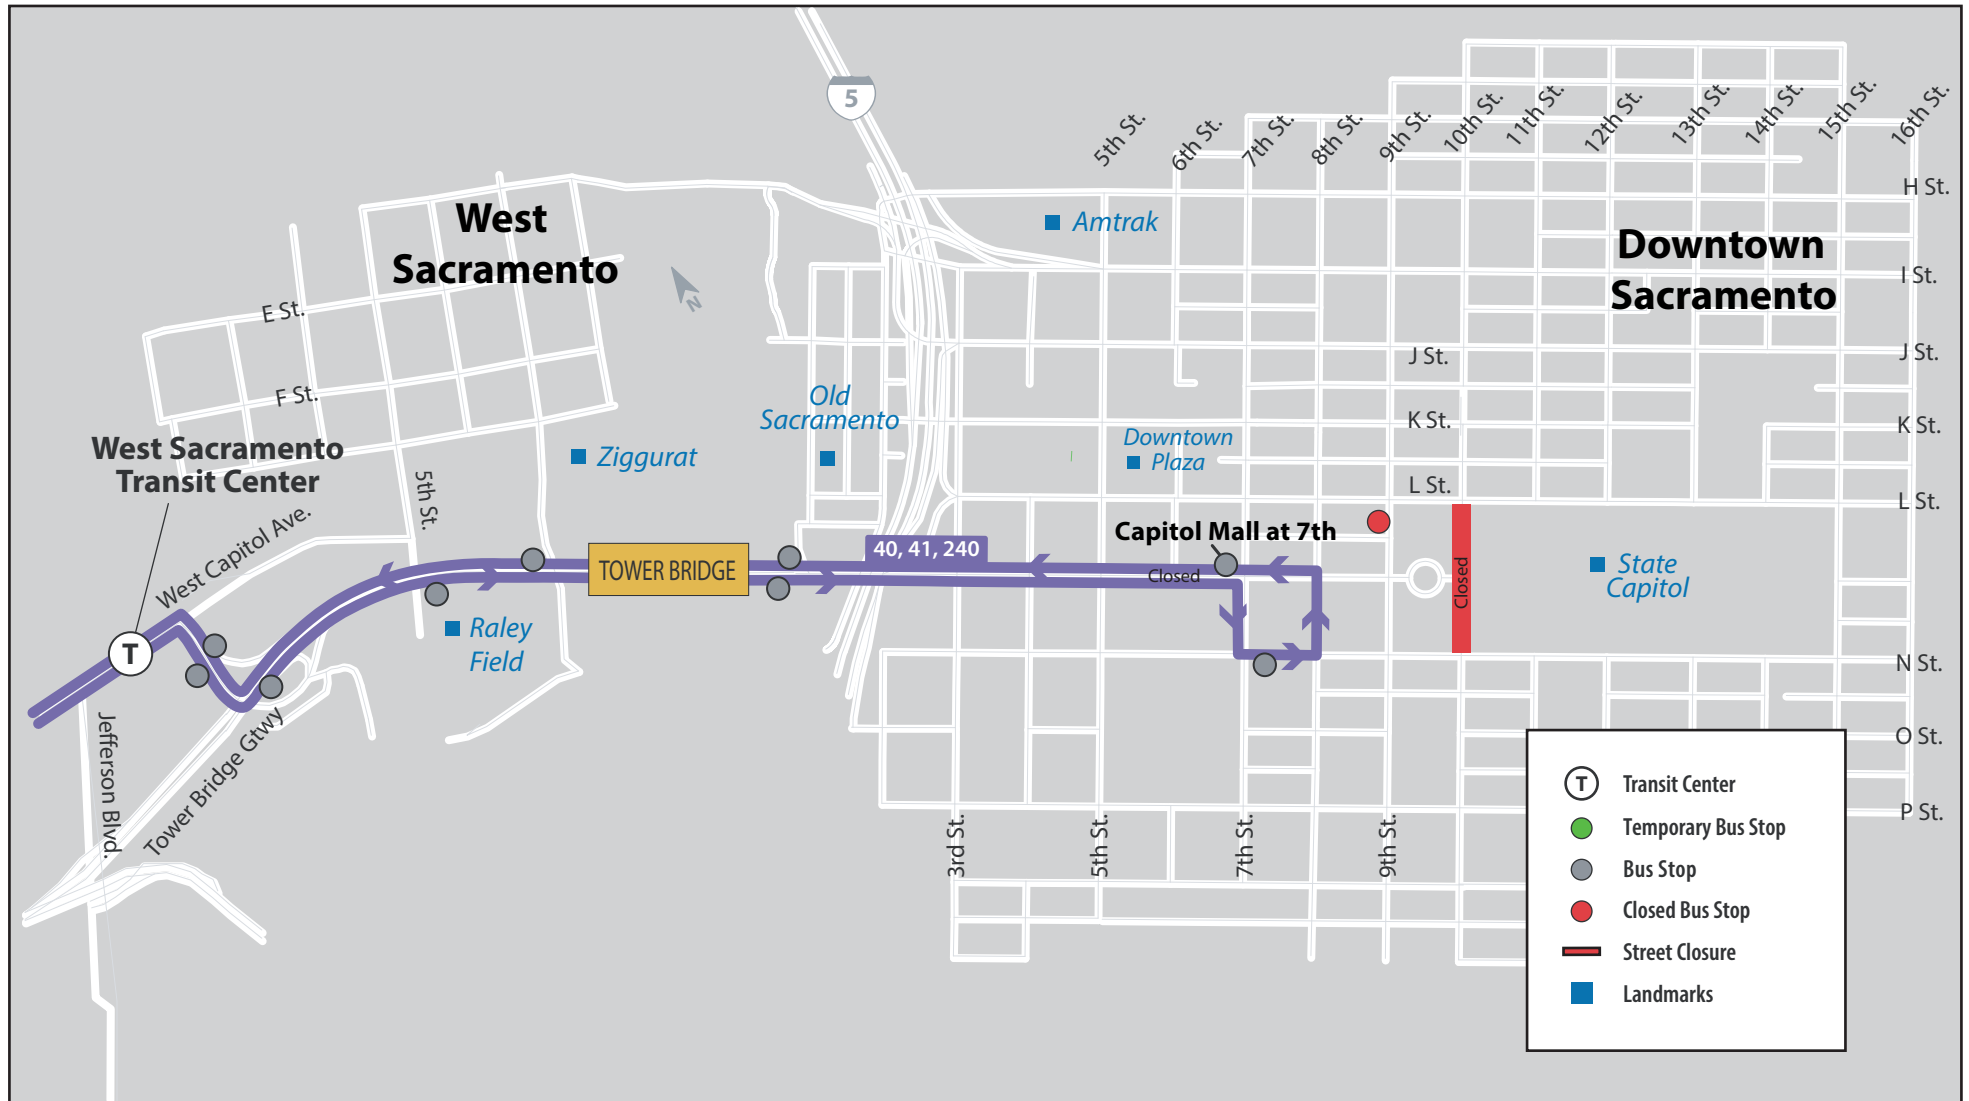 5
5th St.
6th St.
7th St.
8th St.
9th St.
10th St.
11th St.
12th St.
13th St.
14th St.
15th St.
16th St.
H St.
West
Sacramento
Amtrak
Downtown
Sacramento
I St.
N
E St.
J St.
J St.
F St.
Old
Sacramento
K St.
K St.
West Sacramento
Transit Center
Ziggurat
Downtown
Plaza
L St.
L St.
5th St.
West Capitol Ave.
Capitol Mall at 7th
40, 41, 240
TOWER BRIDGE
Closed
Closed
State
Capitol
T
Raley
Field
N St.
Jefferson Blvd.
Tower Bridge Gtwy
O St.
P St.
3rd St.
5th St.
7th St.
9th St.
T
Transit Center
Temporary Bus Stop
Bus Stop
Closed Bus Stop
Street Closure
Landmarks